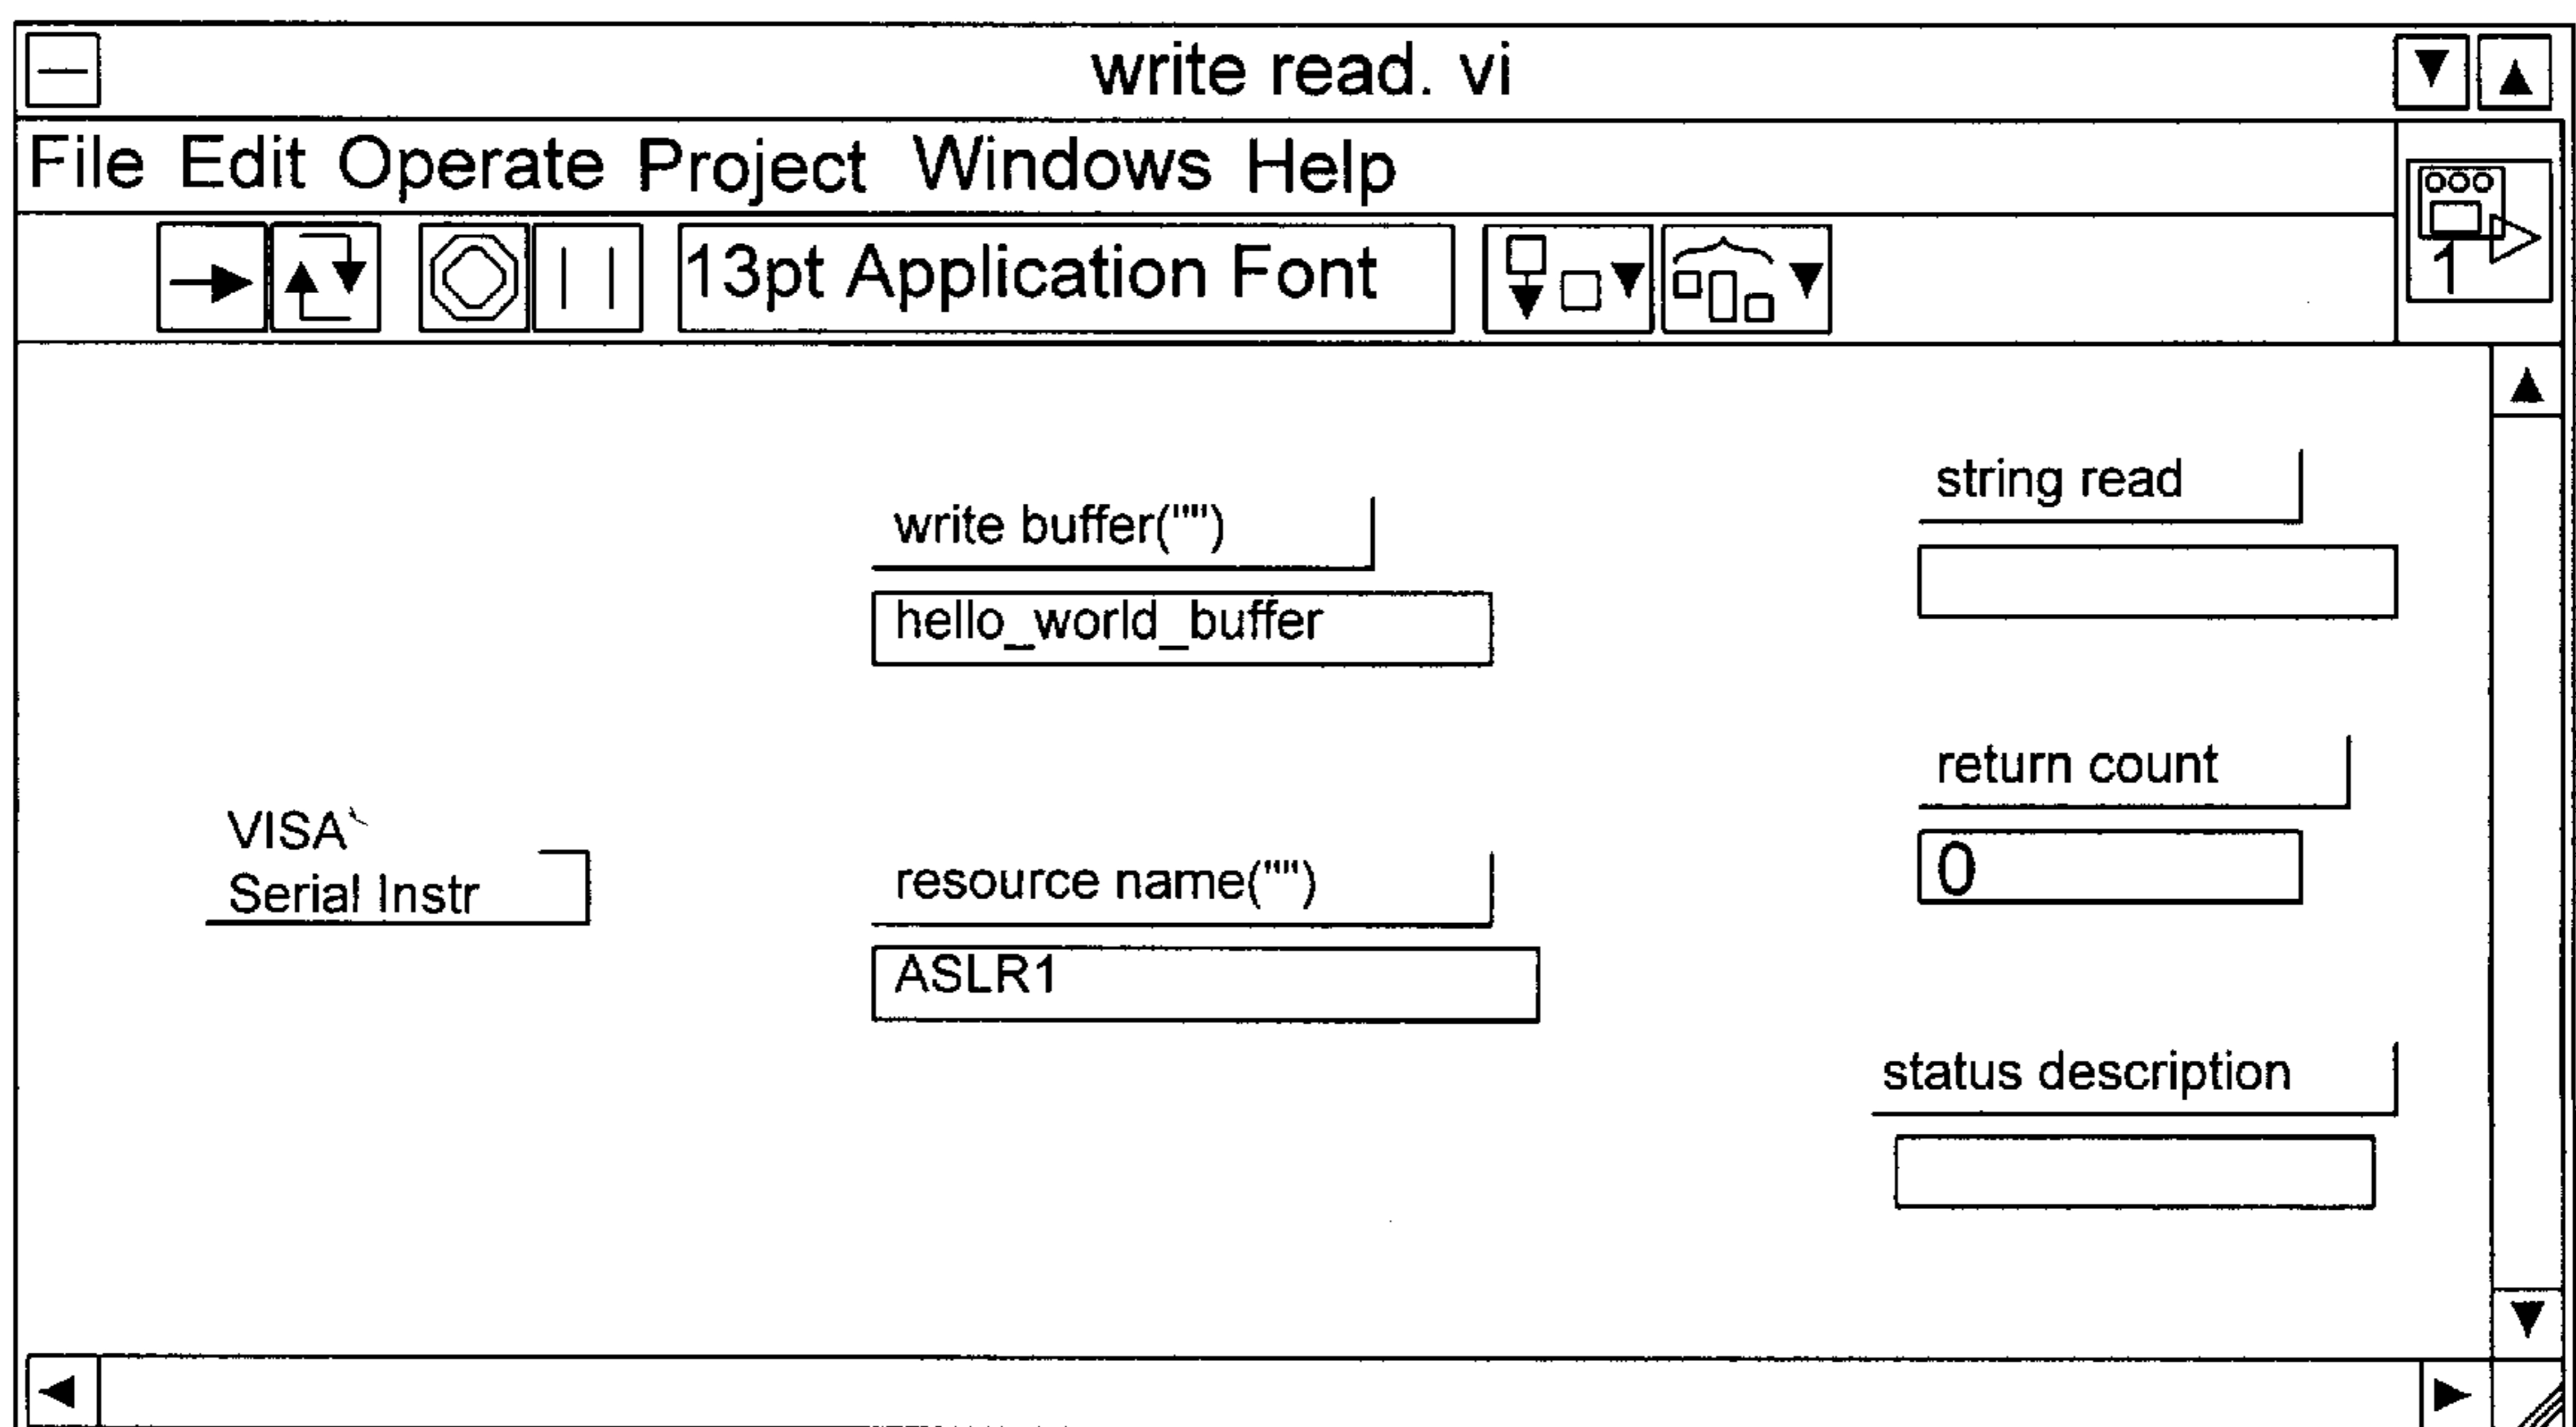 write read. vi
File Edit Operate Project Windows Help
13pt Application Font
1
write buffer("")
hello_world_buffer
string read
return count
0
VISA
Serial Instr
resource name("")
ASLR1
status description